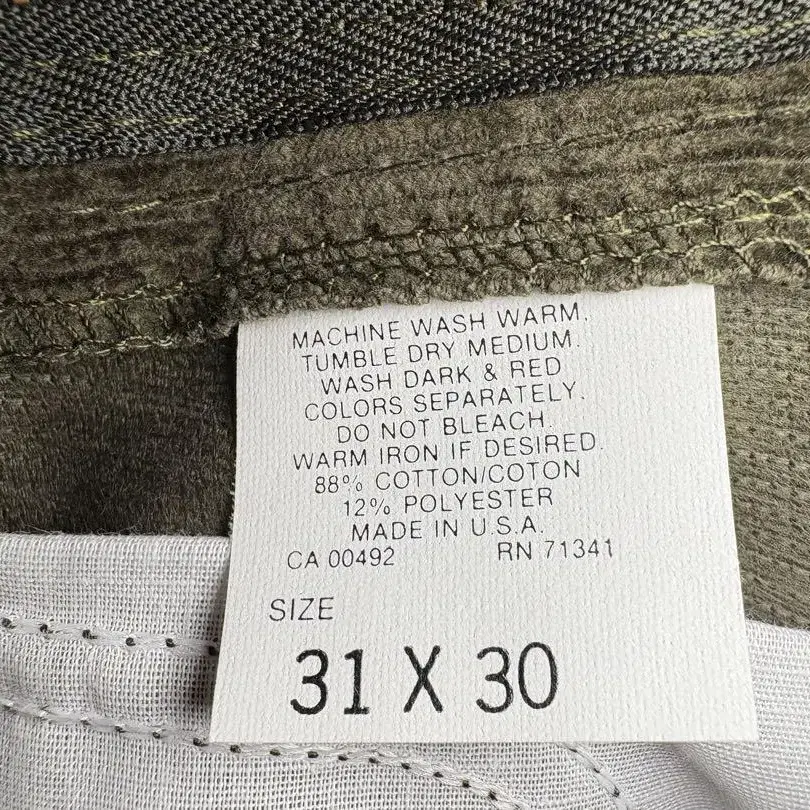 MACHINE WASH WARM.
TUMBLE DRY MEDIUM.
WASH DARK & RED
COLORS SEPARATELY.
DO NOT BLEACH.
WARM IRON IF DESIRED.
88% COTTON/COTON
12% POLYESTER
MADE IN U.S.A.
CA 00492 RN 71341
SIZE
31 X 30